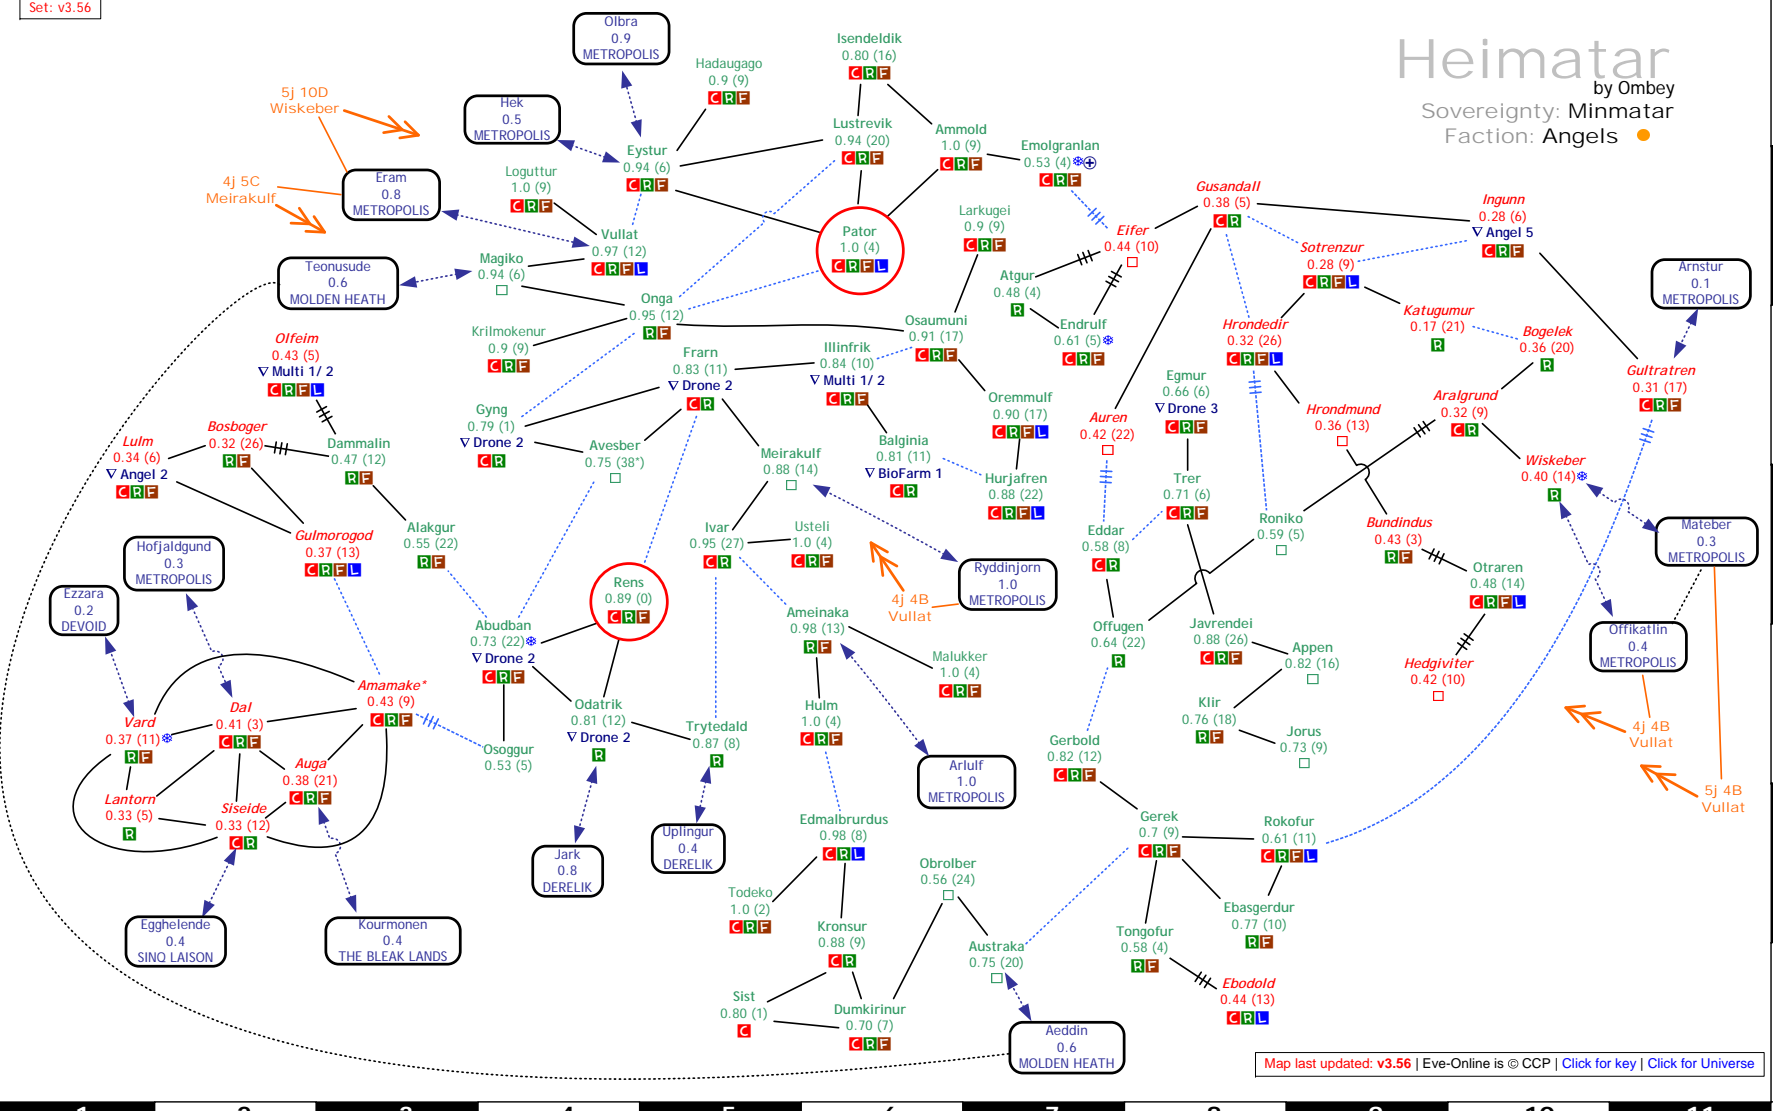 Set: v3.56
Heimatar
by Ombey
Sovereignty: Minmatar
Faction: Angels
Olbra
0.9
METROPOLIS
Isendeldik
0.80 (16)
C R F
Hadaugago
0.9 (9)
C R F
5j 10D
Wiskeber
Hek
0.5
METROPOLIS
Lustrevik
0.94 (20)
C R F
Ammold
1.0 (9)
C R F
Emolgranlan
0.53 (4)
C R F
Eystur
0.94 (6)
C R F
Loguttur
1.0 (9)
C R F
4j 5C
Meirakulf
Eram
0.8
METROPOLIS
Gusandall
0.38 (5)
C R
Ingunn
0.28 (6)
Angel 5
C R F
Larkugei
0.9 (9)
C R F
Pator
1.0 (4)
C R F L
Eifer
0.44 (10)
Vullat
0.97 (12)
C R F L
Sotrenzur
0.28 (9)
C R F L
Magiko
0.94 (6)
Teonusude
0.6
MOLDEN HEATH
Arnstur
0.1
METROPOLIS
Atgur
0.48 (4)
R
Onga
0.95 (12)
R F
Katugumur
0.17 (21)
R
Krilmokenur
0.9 (9)
C R F
Osaumuni
0.91 (17)
C R F
Endrulf
0.61 (5)
C R F
Hrondedir
0.32 (26)
C R F L
Bogelek
0.36 (20)
R
Olfeim
0.43 (5)
Multi 1/ 2
C R F L
Frarn
0.83 (11)
Drone 2
C R
Illinfrik
0.84 (10)
Multi 1/ 2
C R F
Gultratren
0.31 (17)
C R F
Egmur
0.66 (6)
Drone 3
C R F
Oremmulf
0.90 (17)
C R F L
Aralgrund
0.32 (9)
C R
Gyng
0.79 (1)
Drone 2
C R
Hrondmund
0.36 (13)
Auren
0.42 (22)
Bosboger
0.32 (26)
R F
Lulm
0.34 (6)
Angel 2
C R F
Dammalin
0.47 (12)
R F
Avesber
0.75 (38*)
Balginia
0.81 (11)
BioFarm 1
C R
Meirakulf
0.88 (14)
Wiskeber
0.40 (14)
R
Hurjafren
0.88 (22)
C R F L
Trer
0.71 (6)
C R F
Roniko
0.59 (5)
Bundindus
0.43 (3)
R F
Mateber
0.3
METROPOLIS
Gulmorogod
0.37 (13)
C R F L
Alakgur
0.55 (22)
R F
Ivar
0.95 (27)
C R
Usteli
1.0 (4)
C R F
Eddar
0.58 (8)
C R
Hofjaldgund
0.3
METROPOLIS
Ryddinjorn
1.0
METROPOLIS
Otraren
0.48 (14)
C R F L
Rens
0.89 (0)
C R F
Ezzara
0.2
DEVOID
4j 4B
Vullat
Ameinaka
0.98 (13)
R F
Abudban
0.73 (22)
Drone 2
C R F
Offugen
0.64 (22)
R
Javrendei
0.88 (26)
C R F
Offikatlin
0.4
METROPOLIS
Appen
0.82 (16)
Malukker
1.0 (4)
C R F
Hedgiviter
0.42 (10)
Amamake*
0.43 (9)
C R F
Dal
0.41 (3)
C R F
Vard
0.37 (11)
R F
Odatrik
0.81 (12)
Drone 2
R
Hulm
1.0 (4)
C R F
Klir
0.76 (18)
R F
Trytedald
0.87 (8)
R
4j 4B
Vullat
Jorus
0.73 (9)
Gerbold
0.82 (12)
C R F
Osoggur
0.53 (5)
Auga
0.38 (21)
C R F
Arlulf
1.0
METROPOLIS
5j 4B
Vullat
Lantorn
0.33 (5)
R
Siseide
0.33 (12)
C R
Edmalbrurdus
0.98 (8)
C R L
Gerek
0.7 (9)
C R F
Rokofur
0.61 (11)
C R F L
Uplingur
0.4
DERELIK
Jark
0.8
DERELIK
Obrolber
0.56 (24)
Todeko
1.0 (2)
C R F
Ebasgerdur
0.77 (10)
R F
Egghelende
0.4
SINQ LAISON
Kourmonen
0.4
THE BLEAK LANDS
Kronsur
0.88 (9)
C R
Tongofur
0.58 (4)
R F
Austraka
0.75 (20)
Ebodold
0.44 (13)
C R L
Sist
0.80 (1)
C
Dumkirinur
0.70 (7)
C R F
Aeddin
0.6
MOLDEN HEATH
Map last updated: v3.56 | Eve-Online is © CCP | Click for key | Click for Universe